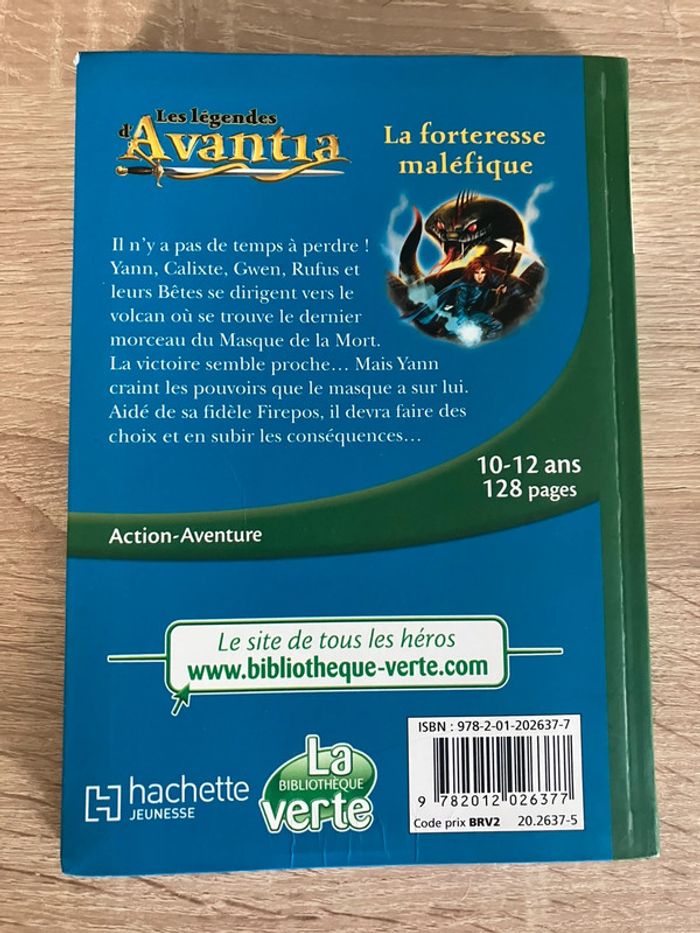 Les légendes
d'Avantia
La forteresse
maléfique
Il n'y a pas de temps à perdre !
Yann, Calixte, Gwen, Rufus et
leurs Bêtes se dirigent vers le
volcan où se trouve le dernier
morceau du Masque de la Mort.
La victoire semble proche… Mais Yann
craint les pouvoirs que le masque a sur lui.
Aidé de sa fidèle Firepos, il devra faire des
choix et en subir les conséquences…
10-12 ans
128 pages
Action-Aventure
Le site de tous les héros
www.bibliotheque-verte.com
hachette
JEUNESSE
La
BIBLIOTHÈQUE
verte
ISBN : 978-2-01-202637-7
9 782012 026377
Code prix BRV2 20.2637-5